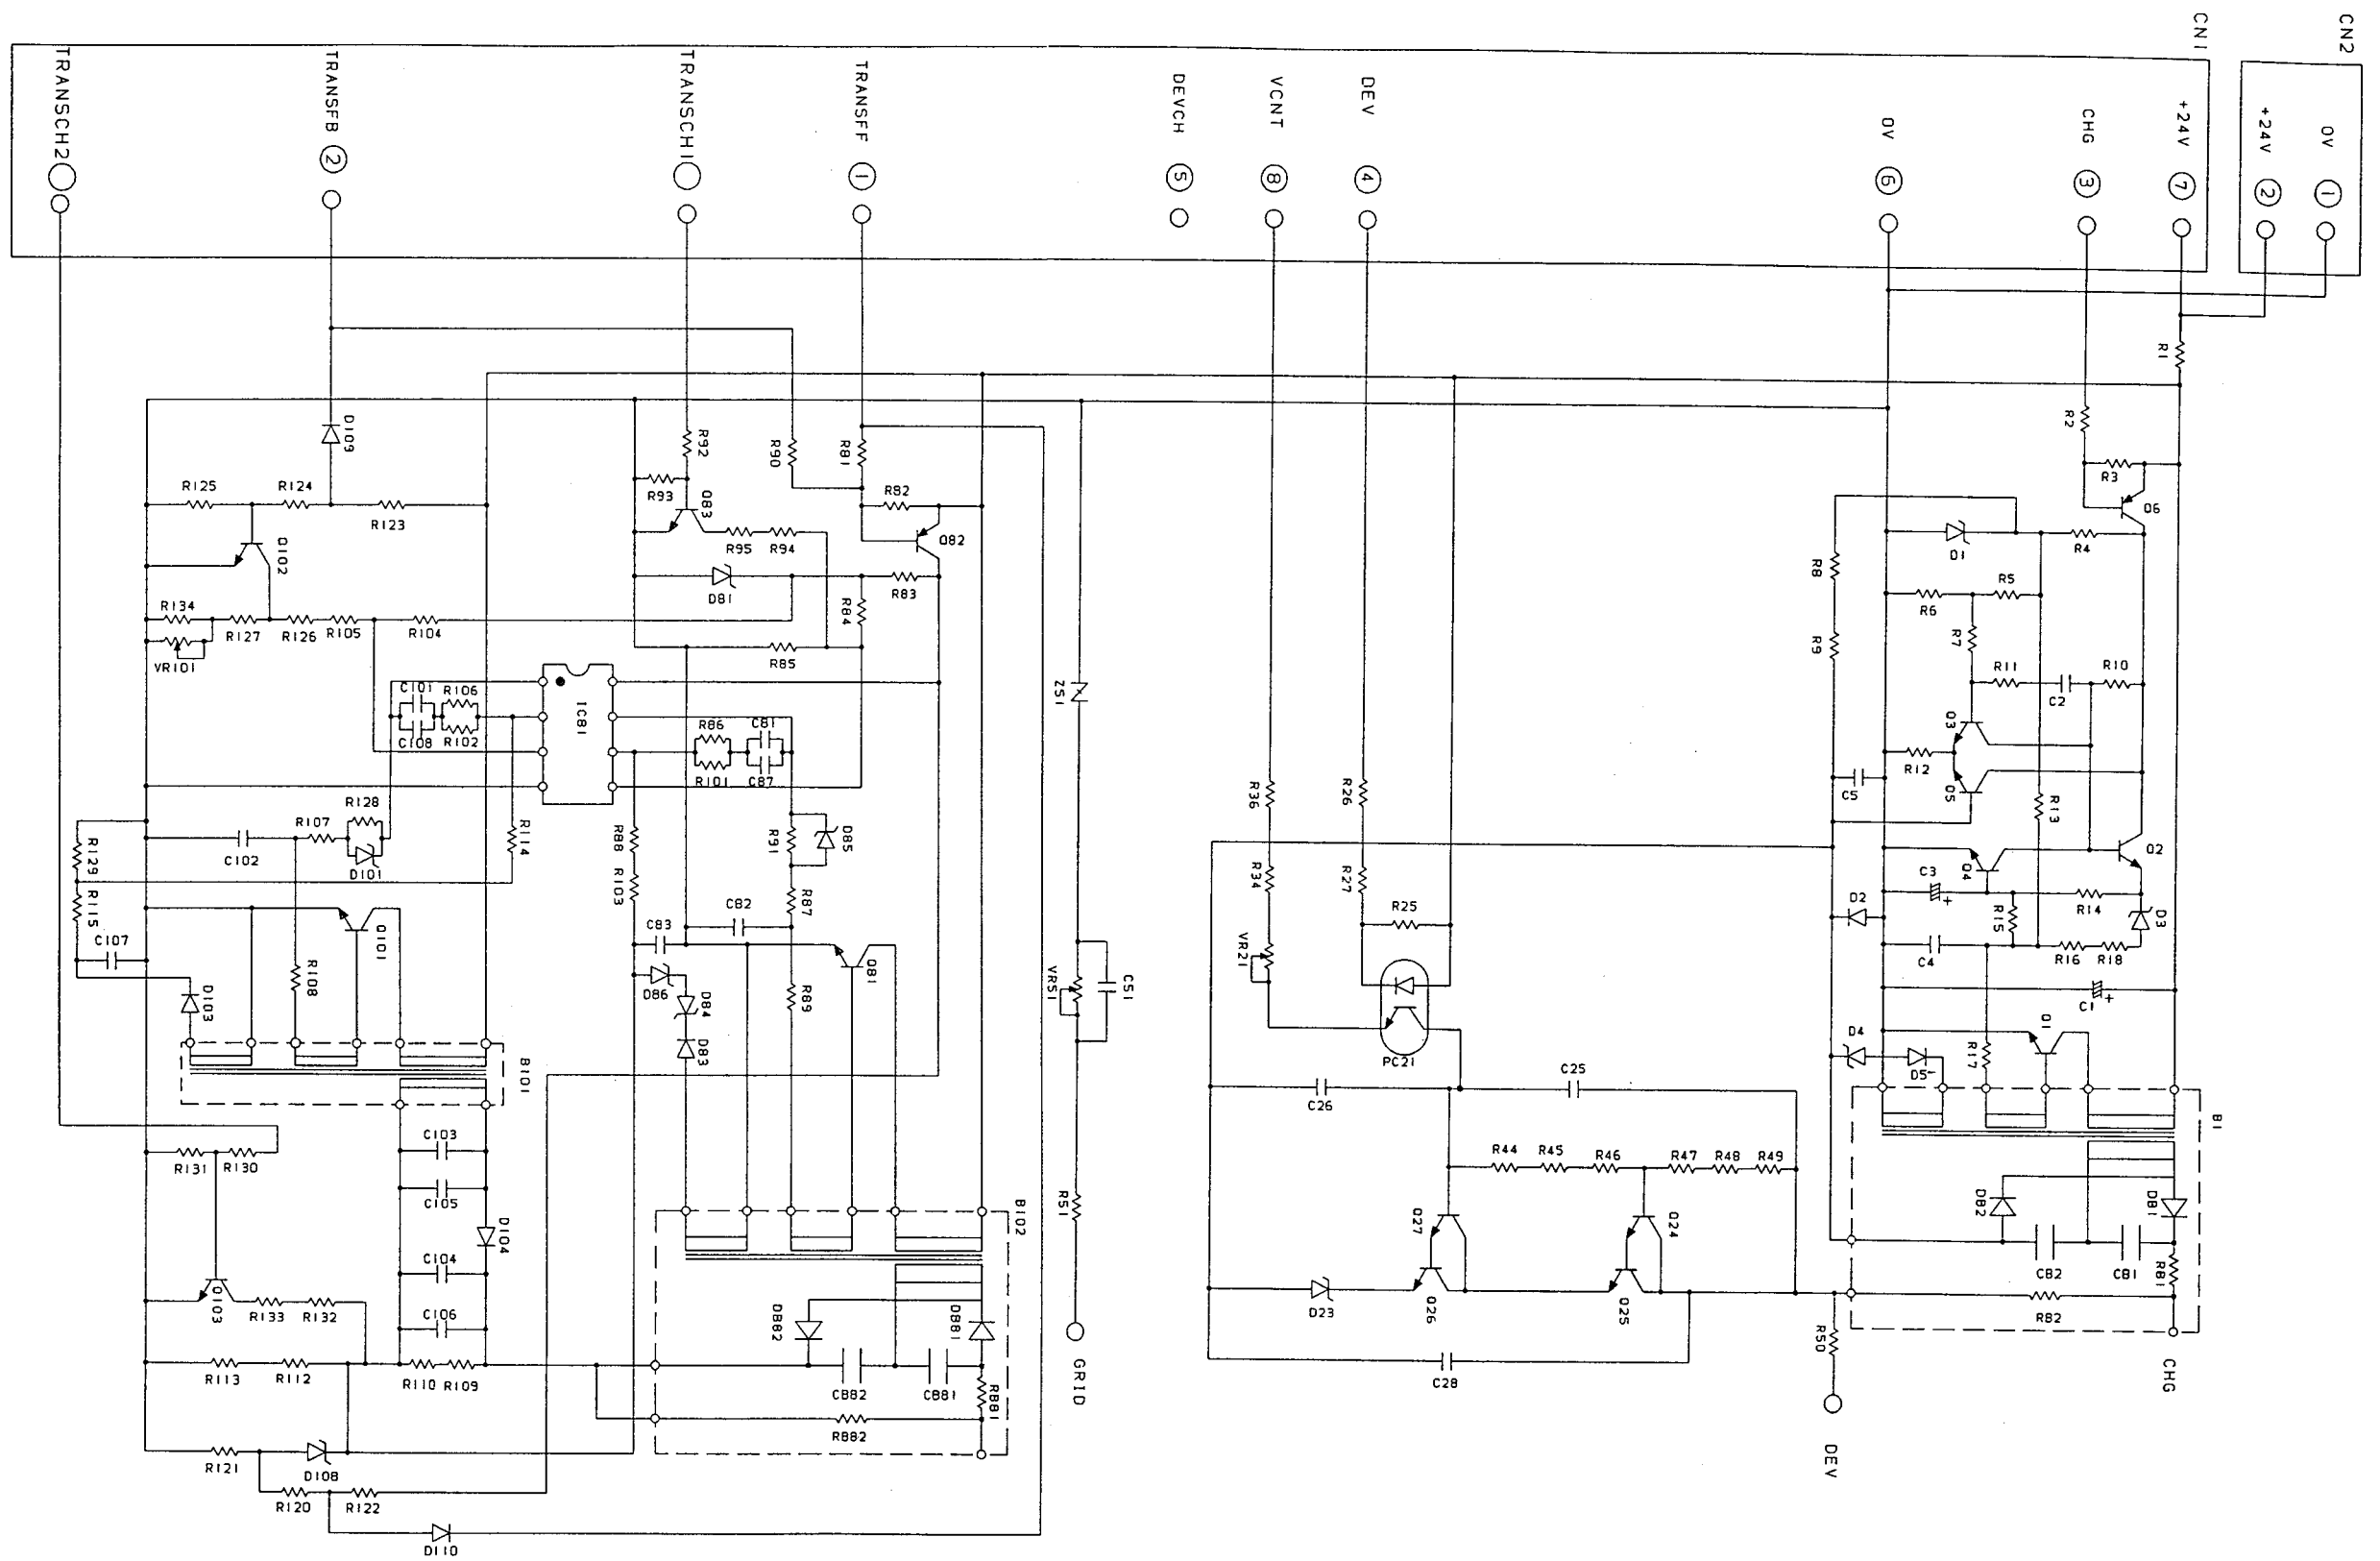 CN2
CN1
0V
1
+24V
2
+24V
7
CHG
3
0V
6
DEV
4
VCNT
8
DEVCH
5
TRANSFF
1
TRANSCH1
TRANSFB
2
TRANSCH2
R1
R2
R3
Q6
R4
D1
R8
R9
R5
R6
R7
R11
C2
R10
Q3
R12
Q5
C5
R13
Q2
Q4
C3
+
D2
R14
D3
R15
C4
R16
R18
C1
+
Q1
R17
D4
D5
B1
DB2
DB1
CB2
CB1
RB1
RB2
CHG
R50
DEV
R36
R34
VR21
R26
R27
R25
PC21
C26
C25
R44
R45
R46
R47
R48
R49
Q27
Q24
D23
Q26
Q25
C28
ZS1
VR51
C51
R51
GRID
R92
R90
R81
R93
Q83
R82
Q82
R95
R94
D81
R83
R84
R85
IC81
R86
C81
R101
C87
R91
D85
R88
R103
R87
C82
C83
D86
D84
D83
R89
Q81
B102
DB82
DB81
CB82
CB81
RB81
RB82
D109
R125
R124
R123
Q102
R134
R127
R126
R105
R104
VR101
C101
R106
C108
R102
R128
R107
C102
D101
R114
R129
R115
C107
Q101
R108
D103
B101
C103
C105
D104
C104
C106
R131
R130
Q103
R133
R132
R113
R112
R110
R109
R121
D108
R120
R122
D110